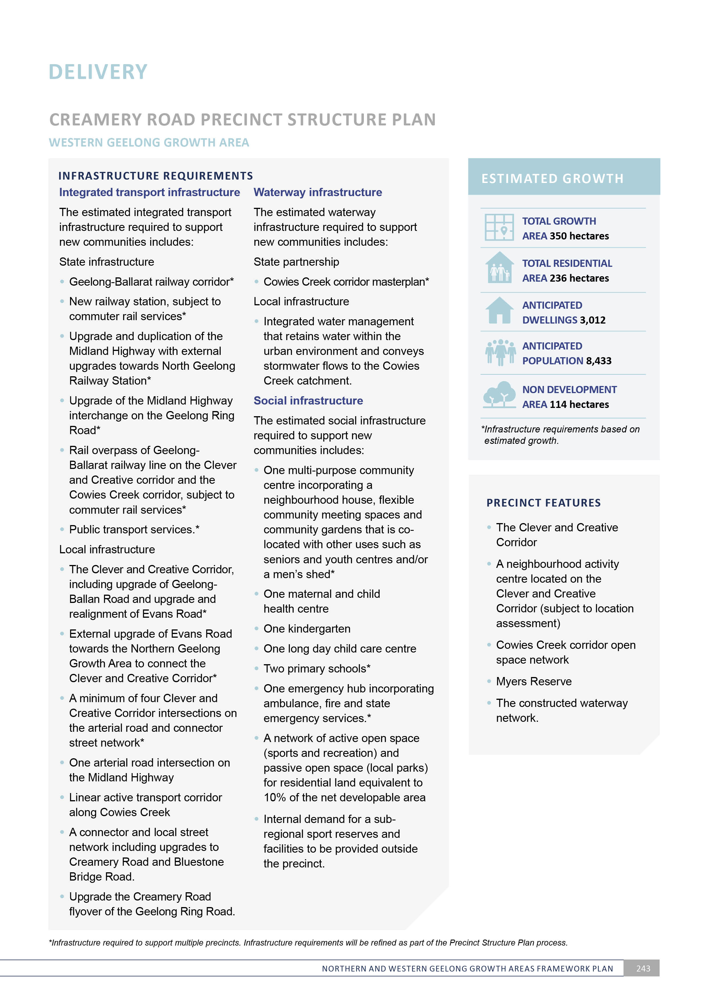 DELIVERY
CREAMERY ROAD PRECINCT STRUCTURE PLAN
WESTERN GEELONG GROWTH AREA
INFRASTRUCTURE REQUIREMENTS
Integrated transport infrastructure
The estimated integrated transport
infrastructure required to support
new communities includes:
State infrastructure
• Geelong-Ballarat railway corridor*
• New railway station, subject to
commuter rail services*
• Upgrade and duplication of the
Midland Highway with external
upgrades towards North Geelong
Railway Station*
• Upgrade of the Midland Highway
interchange on the Geelong Ring
Road*
• Rail overpass of Geelong-
Ballarat railway line on the Clever
and Creative corridor and the
Cowies Creek corridor, subject to
commuter rail services*
• Public transport services.*
Local infrastructure
• The Clever and Creative Corridor,
including upgrade of Geelong-
Ballan Road and upgrade and
realignment of Evans Road*
• External upgrade of Evans Road
towards the Northern Geelong
Growth Area to connect the
Clever and Creative Corridor*
• A minimum of four Clever and
Creative Corridor intersections on
the arterial road and connector
street network*
• One arterial road intersection on
the Midland Highway
• Linear active transport corridor
along Cowies Creek
• A connector and local street
network including upgrades to
Creamery Road and Bluestone
Bridge Road.
• Upgrade the Creamery Road
flyover of the Geelong Ring Road.
Waterway infrastructure
The estimated waterway
infrastructure required to support
new communities includes:
State partnership
• Cowies Creek corridor masterplan*
Local infrastructure
• Integrated water management
that retains water within the
urban environment and conveys
stormwater flows to the Cowies
Creek catchment.
Social infrastructure
The estimated social infrastructure
required to support new
communities includes:
• One multi-purpose community
centre incorporating a
neighbourhood house, flexible
community meeting spaces and
community gardens that is co-
located with other uses such as
seniors and youth centres and/or
a men’s shed*
• One maternal and child
health centre
• One kindergarten
• One long day child care centre
• Two primary schools*
• One emergency hub incorporating
ambulance, fire and state
emergency services.*
• A network of active open space
(sports and recreation) and
passive open space (local parks)
for residential land equivalent to
10% of the net developable area
• Internal demand for a sub-
regional sport reserves and
facilities to be provided outside
the precinct.
ESTIMATED GROWTH
TOTAL GROWTH
AREA 350 hectares
TOTAL RESIDENTIAL
AREA 236 hectares
ANTICIPATED
DWELLINGS 3,012
ANTICIPATED
POPULATION 8,433
NON DEVELOPMENT
AREA 114 hectares
*Infrastructure requirements based on
estimated growth.
PRECINCT FEATURES
• The Clever and Creative
Corridor
• A neighbourhood activity
centre located on the
Clever and Creative
Corridor (subject to location
assessment)
• Cowies Creek corridor open
space network
• Myers Reserve
• The constructed waterway
network.
*Infrastructure required to support multiple precincts. Infrastructure requirements will be refined as part of the Precinct Structure Plan process.
NORTHERN AND WESTERN GEELONG GROWTH AREAS FRAMEWORK PLAN 243